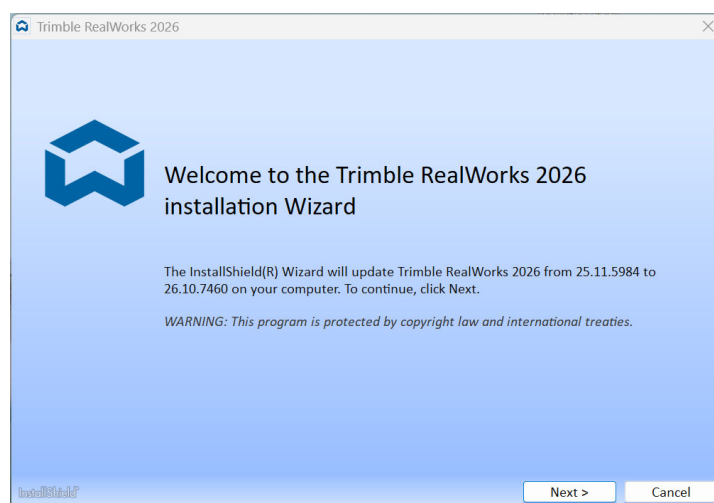 Trimble RealWorks 2026
Welcome to the Trimble RealWorks 2026
installation Wizard
The InstallShield(R) Wizard will update Trimble RealWorks 2026 from 25.11.5984 to
26.10.7460 on your computer. To continue, click Next.
WARNING: This program is protected by copyright law and international treaties.
InstallShield
Next >
Cancel